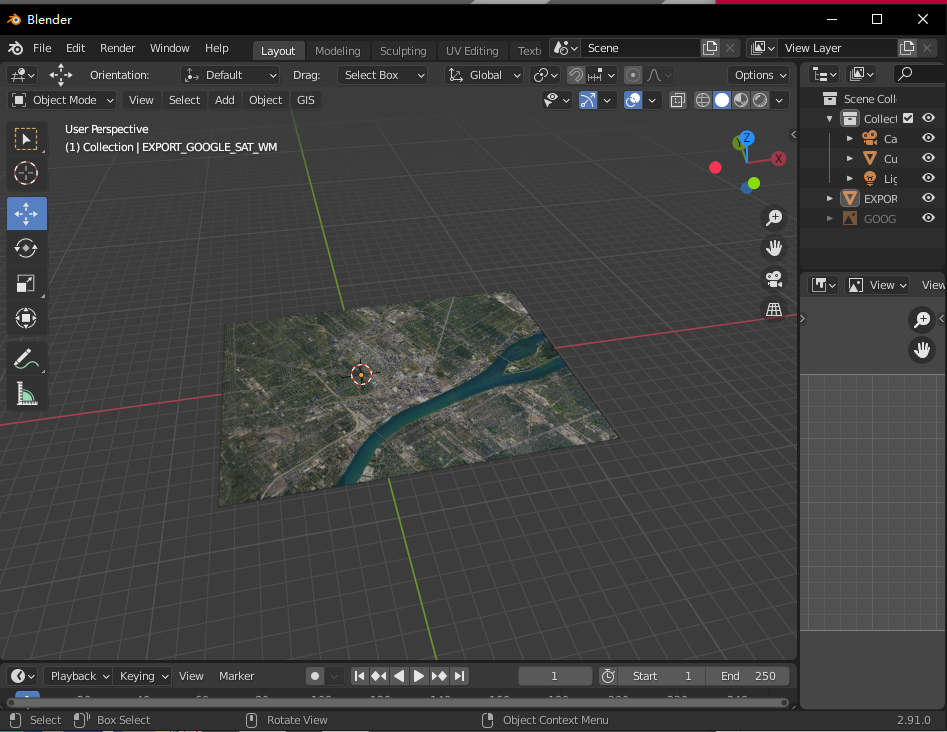 Blender
File Edit Render Window Help Layout Modeling Sculpting UV Editing Scene View Layer
Orientation: Default Drag: Select Box Global Options
Object Mode View Select Add Object GIS
User Perspective
(1) Collection | EXPORT_GOOGLE_SAT_WM
Z
X
Scene Coll
Collect
Ca
Cu
Lig
EXPOR
GOOG
View View
Playback Keying View Marker 1 Start 1 End 250
Select Box Select Rotate View Object Context Menu 2.91.0